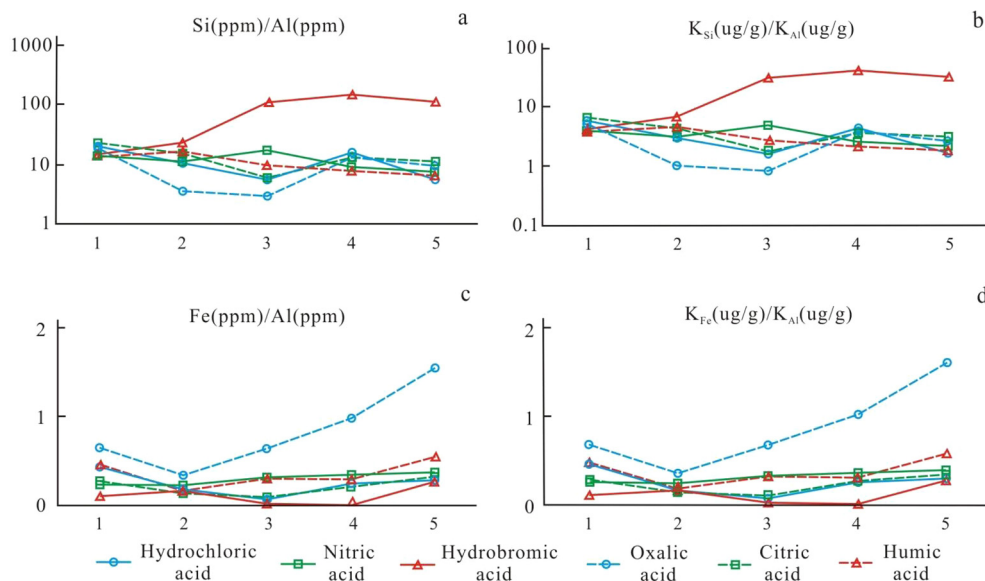 Si(ppm)/Al(ppm)
a
1000
100
10
1
1 2 3 4 5
K_Si(ug/g)/K_Al(ug/g)
b
100
10
1
0.1
1 2 3 4 5
Fe(ppm)/Al(ppm)
c
2
1
0
1 2 3 4 5
K_Fe(ug/g)/K_Al(ug/g)
d
2
1
0
1 2 3 4 5
Hydrochloric
acid
Nitric
acid
Hydrobromic
acid
Oxalic
acid
Citric
acid
Humic
acid